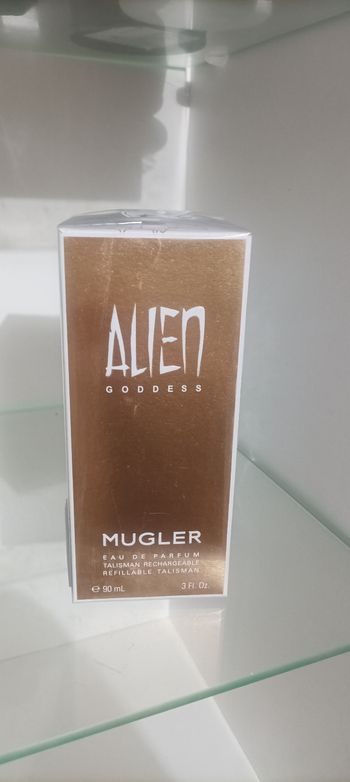 ALIEN
GODDESS
MUGLER
EAU DE PARFUM
TALISMAN RECHARGEABLE
REFILLABLE TALISMAN
℮ 90 mL 3 Fl. Oz.